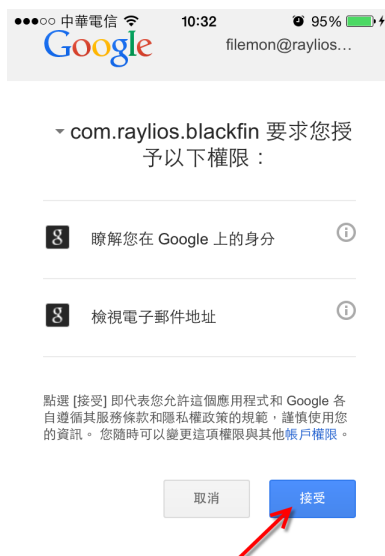 中華電信 10:32 95%
Google filemon@raylios...
com.raylios.blackfin 要求您授
予以下權限：
8 瞭解您在 Google 上的身分
8 檢視電子郵件地址
點選 [接受] 即代表您允許這個應用程式和 Google 各
自遵循其服務條款和隱私權政策的規範，謹慎使用您
的資訊。 您隨時可以變更這項權限與其他帳戶權限。
取消 接受